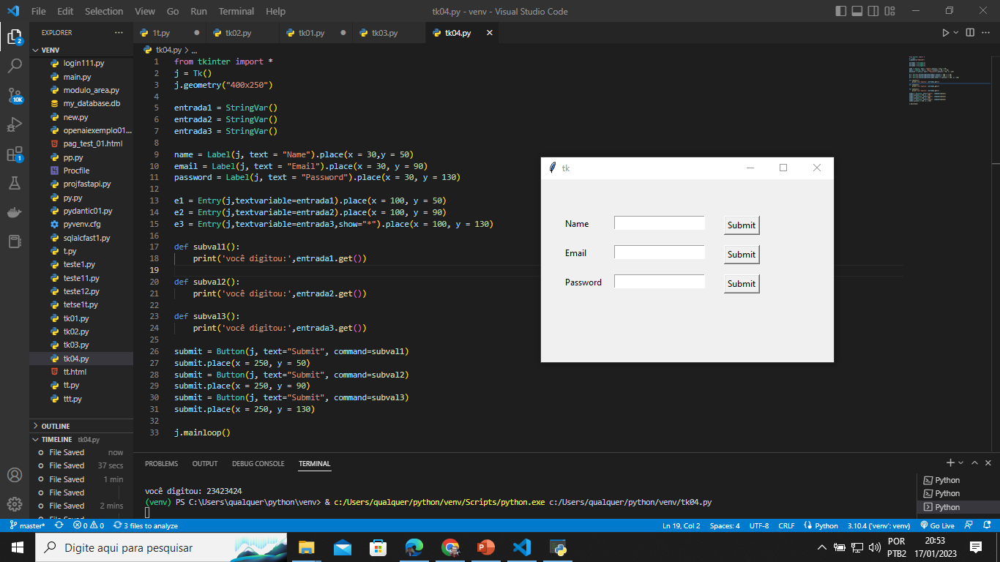 File Edit Selection View Go Run Terminal Help
tk04.py - venv - Visual Studio Code
EXPLORER
VENV
login111.py
main.py
modulo_area.py
my_database.db
new.py
openaiexemplo01...
pag_test_01.html
pp.py
Procfile
projfastapi.py
py.py
pydantic01.py
pyvenv.cfg
sqlalcfast1.py
t.py
teste1.py
teste11.py
teste12.py
tetse1t.py
tk01.py
tk02.py
tk03.py
tk04.py
tt.html
tt.py
ttt.py
OUTLINE
TIMELINE tk04.py
File Saved now
File Saved 37 secs
File Saved 1 min
File Saved
File Saved 2 mins
2
10K
1
1t.py tk02.py tk01.py tk03.py tk04.py
tk04.py > ...
1 from tkinter import *
2 j = Tk()
3 j.geometry("400x250")
4
5 entrada1 = StringVar()
6 entrada2 = StringVar()
7 entrada3 = StringVar()
8
9 name = Label(j, text = "Name").place(x = 30,y = 50)
10 email = Label(j, text = "Email").place(x = 30, y = 90)
11 password = Label(j, text = "Password").place(x = 30, y = 130)
12
13 e1 = Entry(j,textvariable=entrada1).place(x = 100, y = 50)
14 e2 = Entry(j,textvariable=entrada2).place(x = 100, y = 90)
15 e3 = Entry(j,textvariable=entrada3,show="*").place(x = 100, y = 130)
16
17 def subval1():
18 print('você digitou:',entrada1.get())
19
20 def subval2():
21 print('você digitou:',entrada2.get())
22
23 def subval3():
24 print('você digitou:',entrada3.get())
25
26 submit = Button(j, text="Submit", command=subval1)
27 submit.place(x = 250, y = 50)
28 submit = Button(j, text="Submit", command=subval2)
29 submit.place(x = 250, y = 90)
30 submit = Button(j, text="Submit", command=subval3)
31 submit.place(x = 250, y = 130)
32
33 j.mainloop()
tk
Name Submit
Email Submit
Password Submit
PROBLEMS OUTPUT DEBUG CONSOLE TERMINAL
você digitou: 23423424
(venv) PS C:\Users\qualquer\python\venv> & c:/Users/qualquer/python/venv/Scripts/python.exe c:/Users/qualquer/python/venv/tk04.py
Python
Python
Python
master* 0 0 3 files to analyze
Ln 19, Col 2 Spaces: 4 UTF-8 CRLF Python 3.10.4 ('venv': venv) Go Live
Digite aqui para pesquisar
POR
PTB2
20:53
17/01/2023